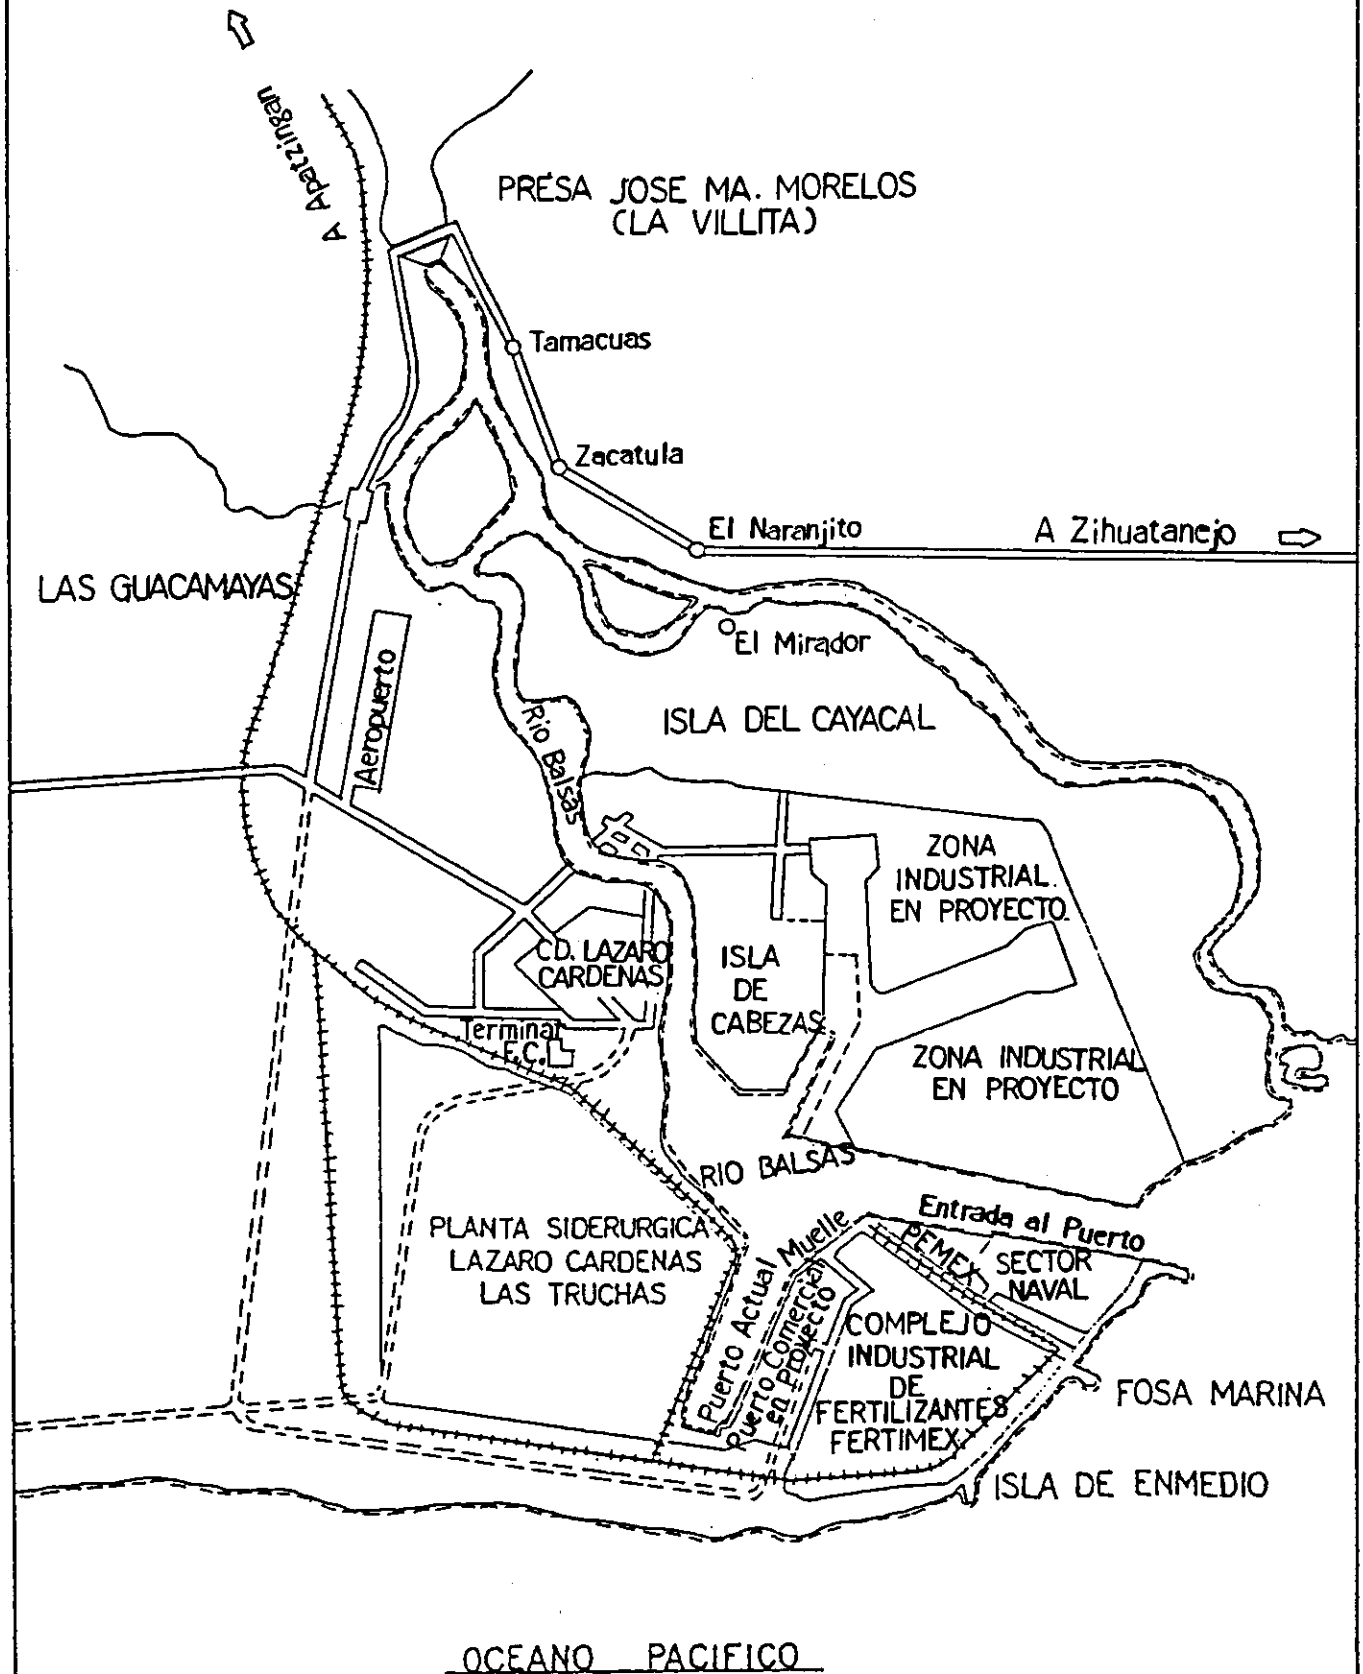 A Apatzingan
PRESA JOSE MA. MORELOS
(LA VILLITA)
Tamacuas
Zacatula
El Naranjito
A Zihuatanejo
LAS GUACAMAYAS
El Mirador
Aeropuerto
ISLA DEL CAYACAL
Rio Balsas
ZONA
INDUSTRIAL
EN PROYECTO
CD. LAZARO
CARDENAS
ISLA
DE
CABEZAS
Terminal
F.C.
ZONA INDUSTRIAL
EN PROYECTO
RIO BALSAS
Entrada al Puerto
PLANTA SIDERURGICA
LAZARO CARDENAS
LAS TRUCHAS
Muelle
PEMEX
SECTOR
NAVAL
Puerto Actual
Puerto Comercial
en Proyecto
COMPLEJO
INDUSTRIAL
DE
FERTILIZANTES
FERTIMEX
FOSA MARINA
ISLA DE ENMEDIO
OCEANO PACIFICO